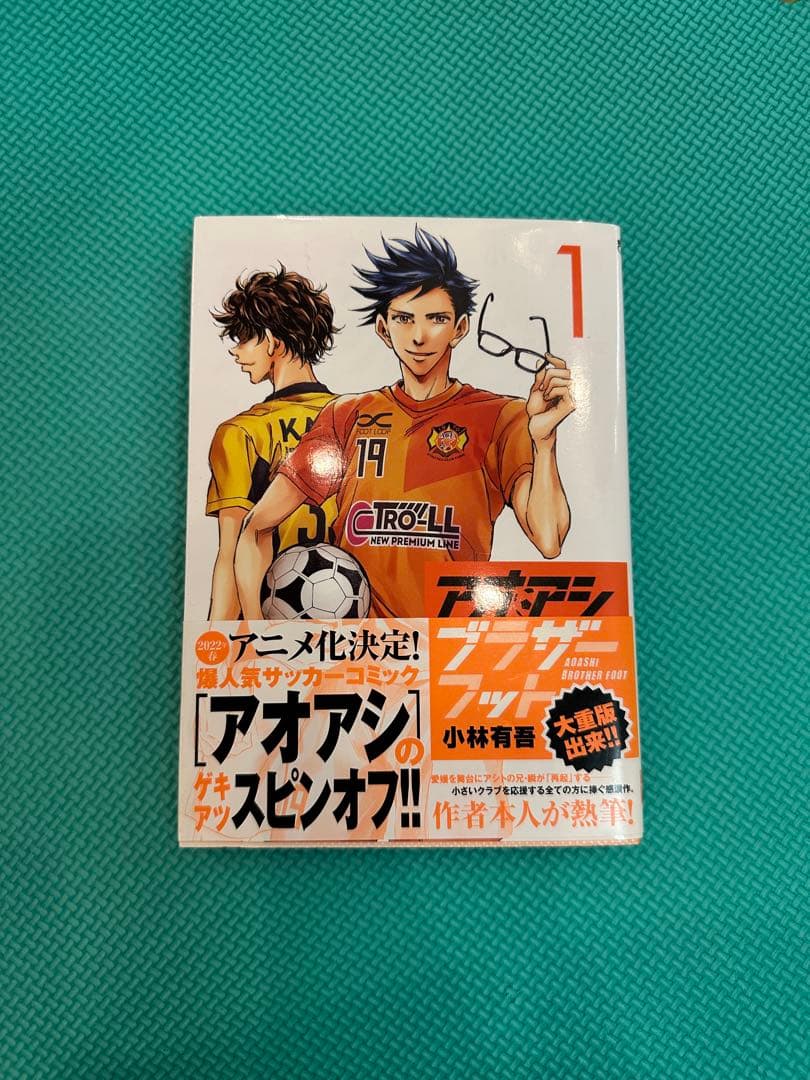 1
KA
FOOT LOOP
19
TRO-LL
NEW PREMIUM LINE
アオアシ
ブラザー
フット
AOASHI
BROTHER FOOT
小林有吾
大重版
出来!!
2022年
春
アニメ化決定!
爆人気サッカーコミック
[アオアシ]の
ゲキ
アツ
スピンオフ!!
愛媛を舞台にアシトの兄・瞬が「再起」する
小さいクラブを応援する全ての方に捧ぐ感涙作。
作者本人が熱筆!